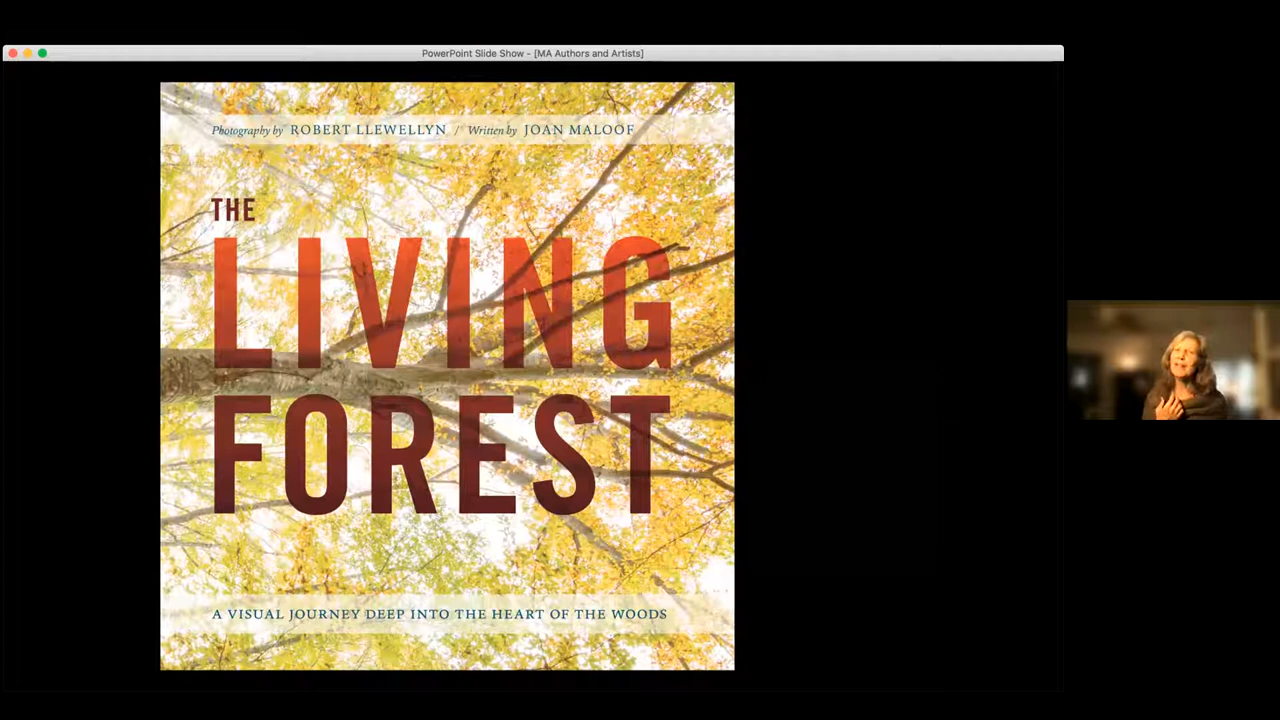 PowerPoint Slide Show - [MA Authors and Artists]
Photography by ROBERT LLEWELLYN / Written by JOAN MALOOF
THE
LIVING
FOREST
A VISUAL JOURNEY DEEP INTO THE HEART OF THE WOODS